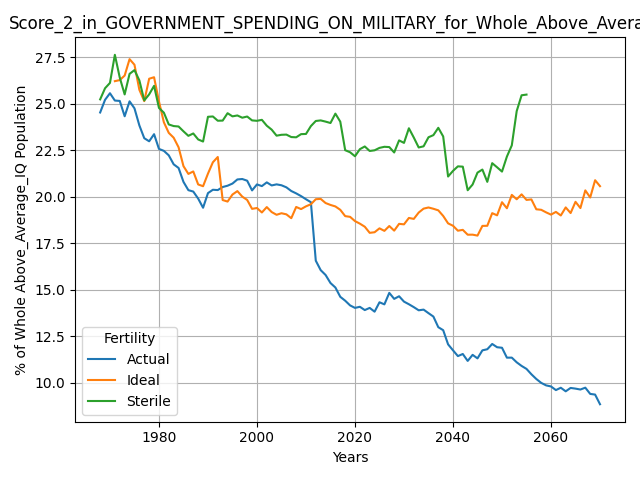 Score_2_in_GOVERNMENT_SPENDING_ON_MILITARY_for_Whole_Above_Avera
% of Whole Above_Average_IQ Population
27.5
25.0
22.5
20.0
17.5
15.0
12.5
10.0
Fertility
Actual
Ideal
Sterile
1980 2000 2020 2040 2060
Years